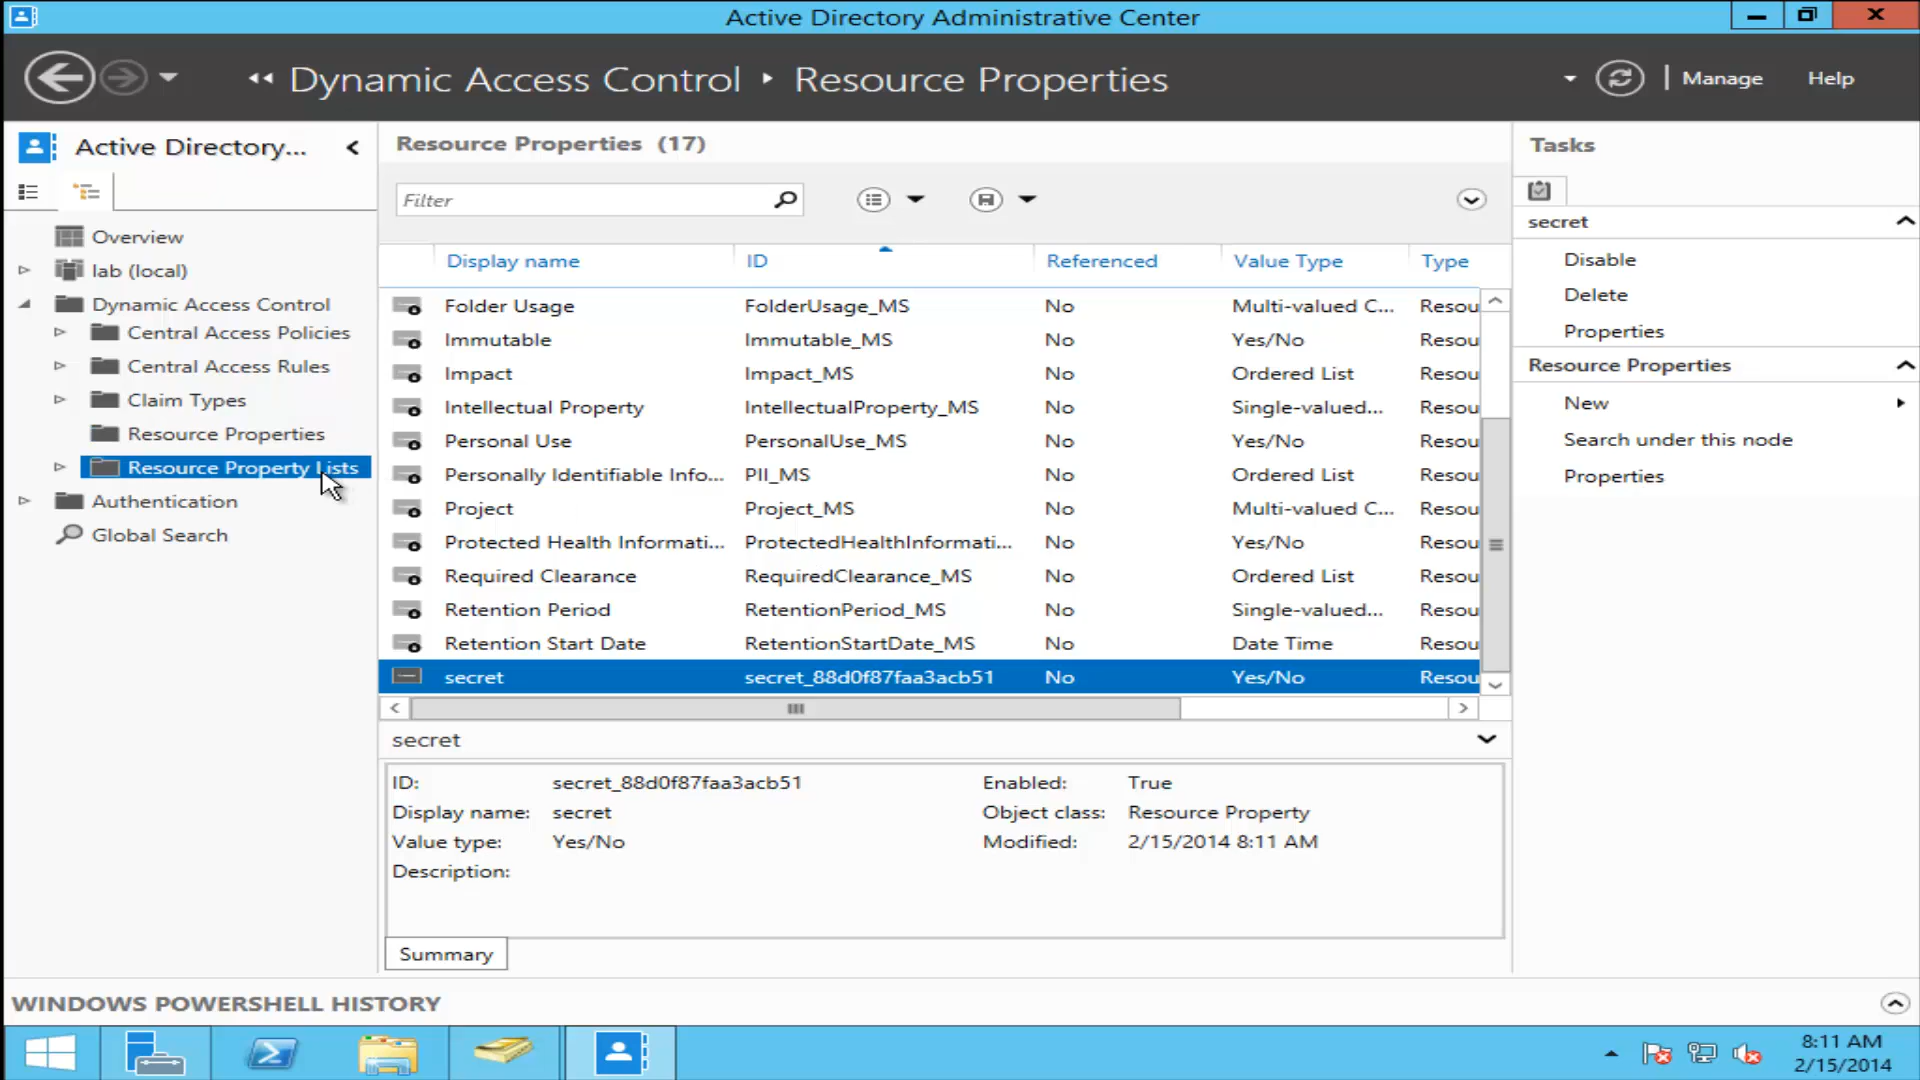 Active Directory Administrative Center
Dynamic Access Control Resource Properties
Manage Help
Active Directory...
Overview
lab (local)
Dynamic Access Control
Central Access Policies
Central Access Rules
Claim Types
Resource Properties
Resource Property Lists
Authentication
Global Search
Resource Properties (17)
Filter
Display name ID Referenced Value Type Type
Folder Usage FolderUsage_MS No Multi-valued C... Resou
Immutable Immutable_MS No Yes/No Resou
Impact Impact_MS No Ordered List Resou
Intellectual Property IntellectualProperty_MS No Single-valued... Resou
Personal Use PersonalUse_MS No Yes/No Resou
Personally Identifiable Info... PII_MS No Ordered List Resou
Project Project_MS No Multi-valued C... Resou
Protected Health Informati... ProtectedHealthInformati... No Yes/No Resou
Required Clearance RequiredClearance_MS No Ordered List Resou
Retention Period RetentionPeriod_MS No Single-valued... Resou
Retention Start Date RetentionStartDate_MS No Date Time Resou
secret secret_88d0f87faa3acb51 No Yes/No Resou
secret
ID: secret_88d0f87faa3acb51 Enabled: True
Display name: secret Object class: Resource Property
Value type: Yes/No Modified: 2/15/2014 8:11 AM
Description:
Summary
Tasks
secret
Disable
Delete
Properties
Resource Properties
New
Search under this node
Properties
WINDOWS POWERSHELL HISTORY
8:11 AM
2/15/2014